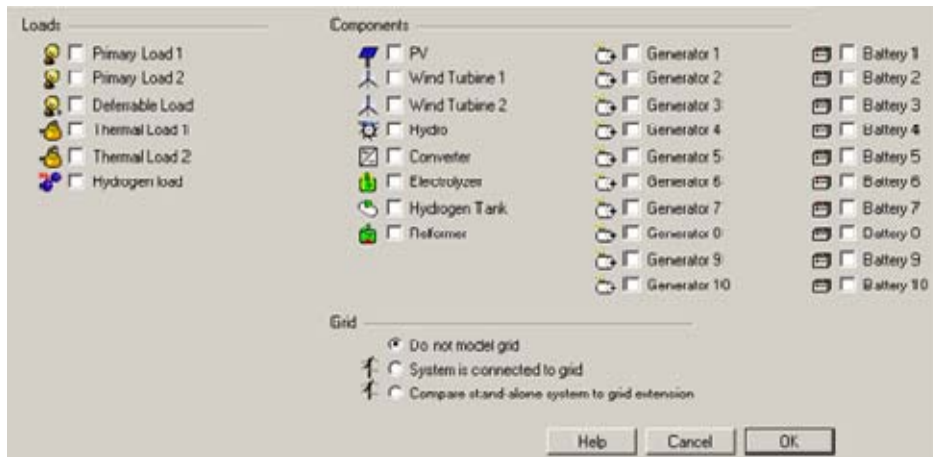 Loads
Primary Load 1
Primary Load 2
Deferrable Load
Thermal Load 1
Thermal Load 2
Hydrogen load
Components
PV
Wind Turbine 1
Wind Turbine 2
Hydro
Converter
Electrolyzer
Hydrogen Tank
Reformer
Generator 1
Generator 2
Generator 3
Generator 4
Generator 5
Generator 6
Generator 7
Generator 8
Generator 9
Generator 10
Battery 1
Battery 2
Battery 3
Battery 4
Battery 5
Battery 6
Battery 7
Battery 8
Battery 9
Battery 10
Grid
Do not model grid
System is connected to grid
Compare stand-alone system to grid extension
Help Cancel OK